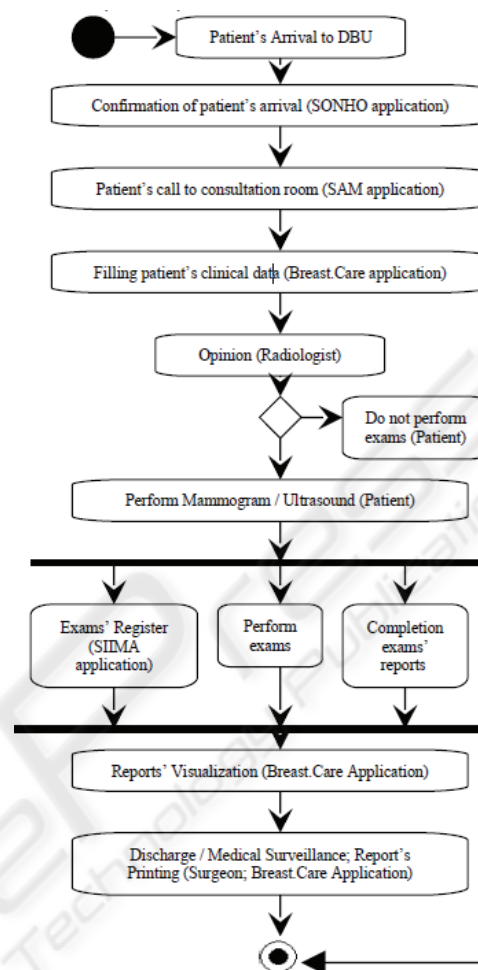 Patient's Arrival to DBU
Confirmation of patient's arrival (SONHO application)
Patient's call to consultation room (SAM application)
Filling patient's clinical data (Breast.Care application)
Opinion (Radiologist)
Do not perform
exams (Patient)
Perform Mammogram / Ultrasound (Patient)
Exams' Register
(SIIMA
application)
Perform
exams
Completion
exams'
reports
Reports' Visualization (Breast.Care Application)
Discharge / Medical Surveillance; Report's
Printing (Surgeon; Breast.Care Application)
Technology Publication